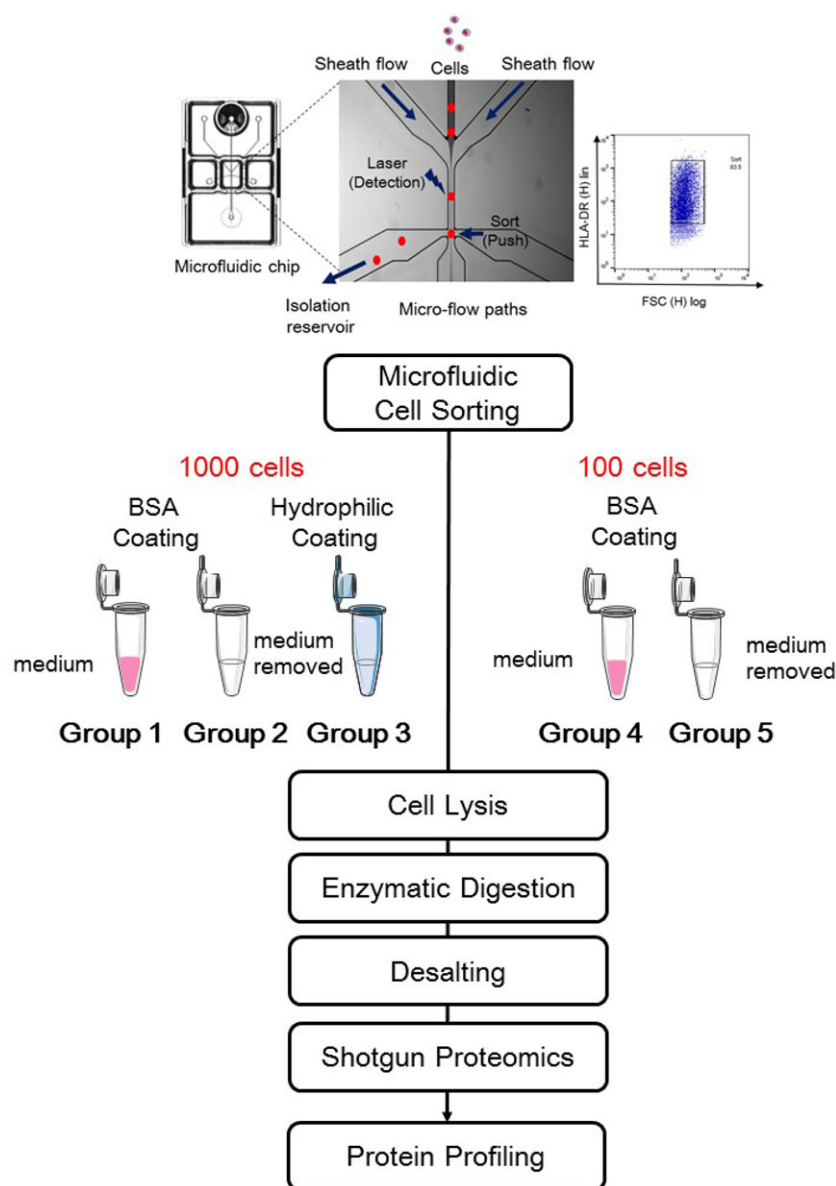 Sheath flow
Cells
Sheath flow
Laser
(Detection)
Sort
(Push)
Microfluidic chip
Isolation
reservoir
Micro-flow paths
HLA-DR (H) lin
Sort
83.5
FSC (H) log
Microfluidic
Cell Sorting
1000 cells
100 cells
BSA
Coating
Hydrophilic
Coating
BSA
Coating
medium
medium
removed
medium
medium
removed
Group 1
Group 2
Group 3
Group 4
Group 5
Cell Lysis
Enzymatic Digestion
Desalting
Shotgun Proteomics
Protein Profiling